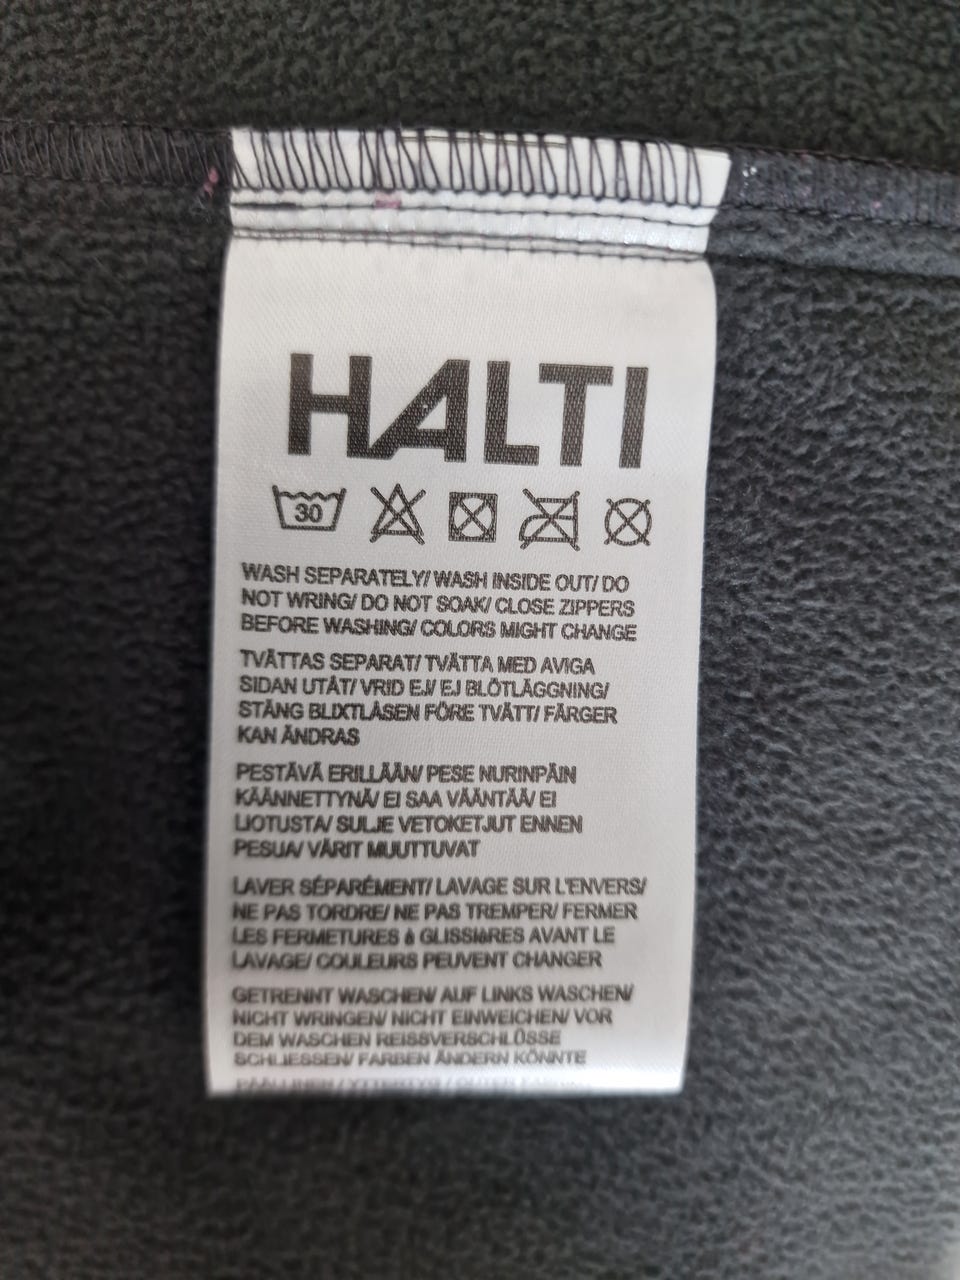 HALTI
30
WASH SEPARATELY/ WASH INSIDE OUT/ DO
NOT WRING/ DO NOT SOAK/ CLOSE ZIPPERS
BEFORE WASHING/ COLORS MIGHT CHANGE
TVÄTTAS SEPARAT/ TVÄTTA MED AVIGA
SIDAN UTÅT/ VRID EJ/ EJ BLÖTLÄGGNING/
STÄNG BLIXTLÅSEN FÖRE TVÄTT/ FÄRGER
KAN ÄNDRAS
PESTÄVÄ ERILLÄÄN/ PESE NURINPÄIN
KÄÄNNETTYNÄ/ EI SAA VÄÄNTÄÄ/ EI
LIOTUSTA/ SULJE VETOKETJUT ENNEN
PESUA/ VÄRIT MUUTTUVAT
LAVER SÉPARÉMENT/ LAVAGE SUR L'ENVERS/
NE PAS TORDRE/ NE PAS TREMPER/ FERMER
LES FERMETURES à GLISSIèRES AVANT LE
LAVAGE/ COULEURS PEUVENT CHANGER
GETRENNT WASCHEN/ AUF LINKS WASCHEN/
NICHT WRINGEN/ NICHT EINWEICHEN/ VOR
DEM WASCHEN REISSVERSCHLÜSSE
SCHLIESSEN/ FARBEN ÄNDERN KÖNNTE